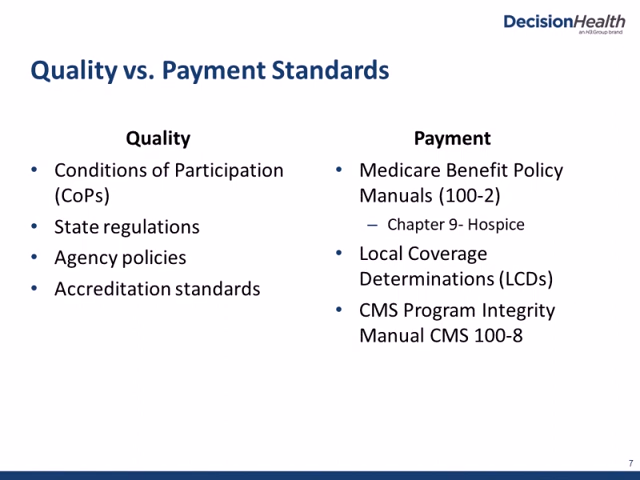 DecisionHealth
an H3Group brand
Quality vs. Payment Standards
Quality
• Conditions of Participation
(CoPs)
• State regulations
• Agency policies
• Accreditation standards
Payment
• Medicare Benefit Policy
Manuals (100-2)
– Chapter 9- Hospice
• Local Coverage
Determinations (LCDs)
• CMS Program Integrity
Manual CMS 100-8
7